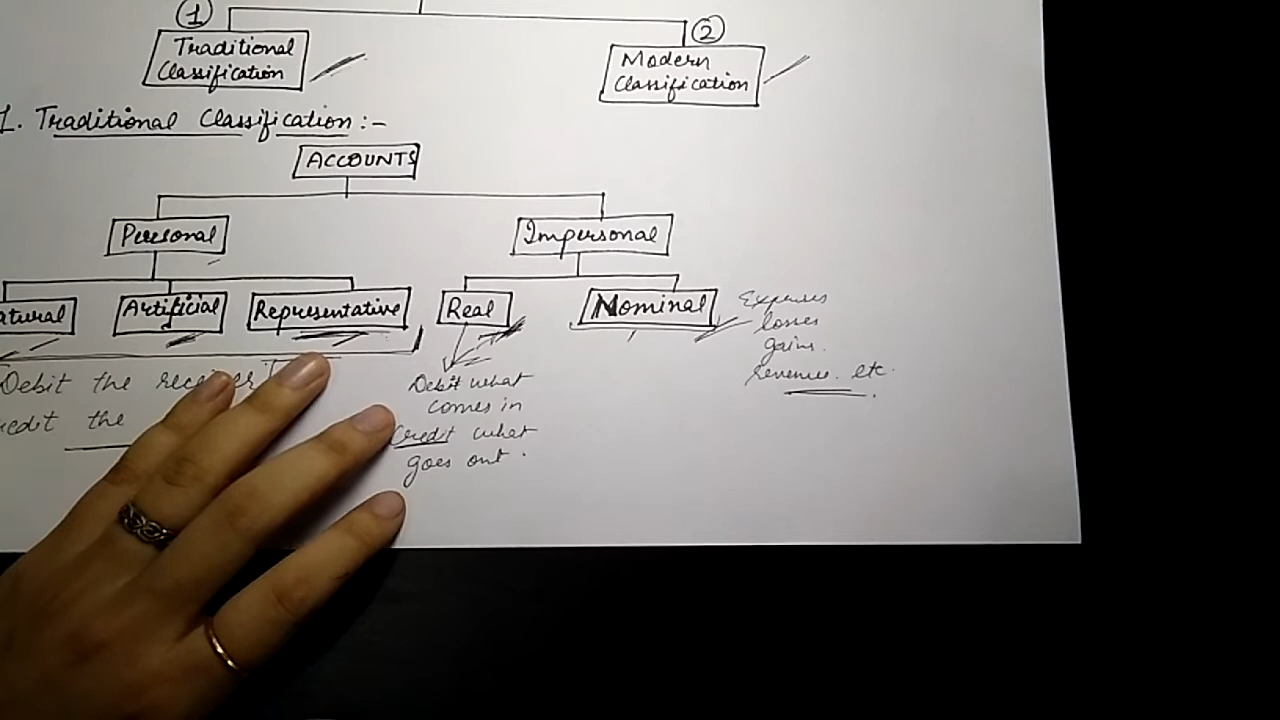 1
2
Traditional
Classification
Modern
Classification
1. Traditional Classification :-
ACCOUNTS
Personal
Impersonal
atural
Artificial
Representative
Real
Nominal
Expenses
losses
gains.
revenues. etc.
Debit the receiver
redit the
Debit what
comes in
Credit what
goes out.